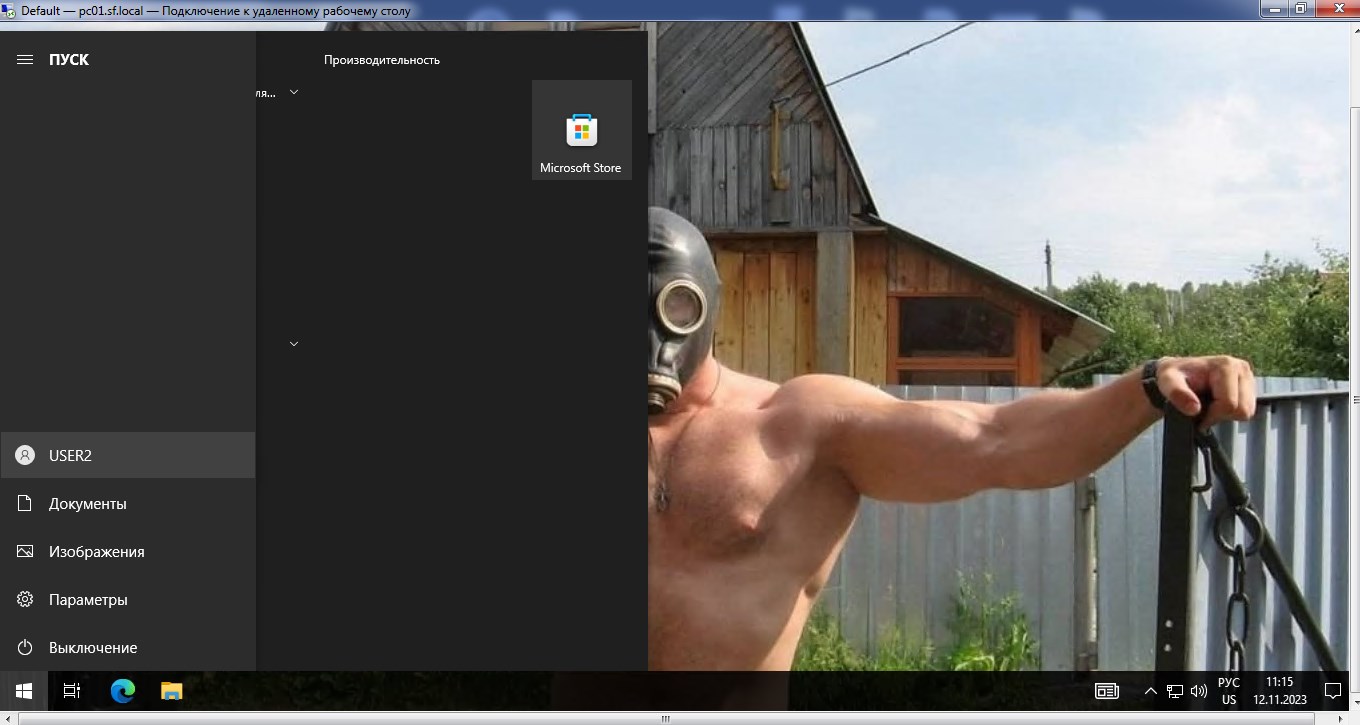 Default — pc01.sf.local — Подключение к удаленному рабочему столу
ПУСК
Производительность
ля...
Microsoft Store
USER2
Документы
Изображения
Параметры
Выключение
РУС
US
11:15
12.11.2023